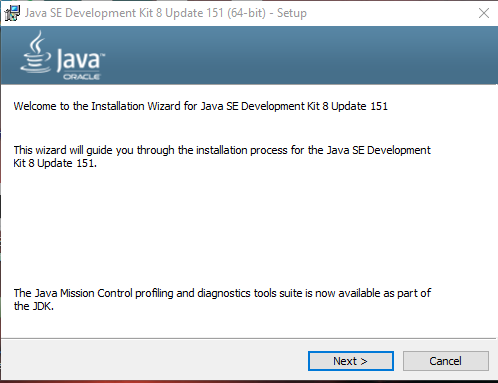 Java SE Development Kit 8 Update 151 (64-bit) - Setup
Java
ORACLE
Welcome to the Installation Wizard for Java SE Development Kit 8 Update 151
This wizard will guide you through the installation process for the Java SE Development
Kit 8 Update 151.
The Java Mission Control profiling and diagnostics tools suite is now available as part of
the JDK.
Next >
Cancel